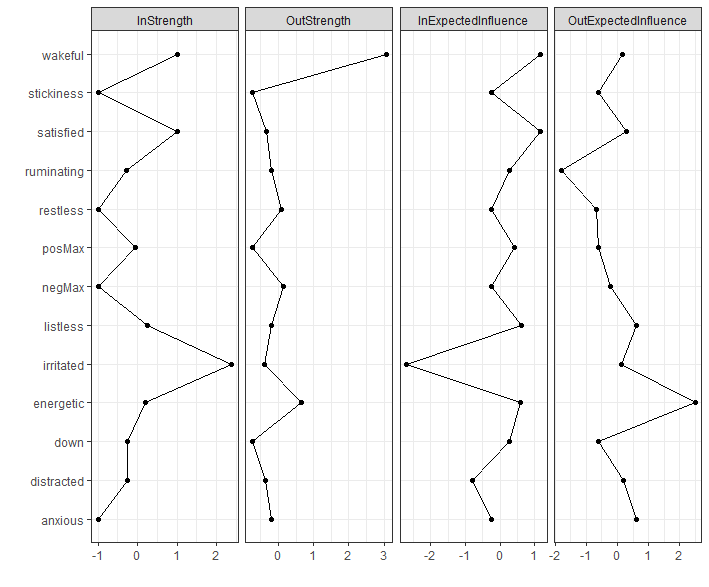 InStrength OutStrength InExpectedInfluence OutExpectedInfluence
wakeful
stickiness
satisfied
ruminating
restless
posMax
negMax
listless
irritated
energetic
down
distracted
anxious
-1 0 1 2 0 1 2 3 -2 -1 0 1 -2 -1 0 1 2